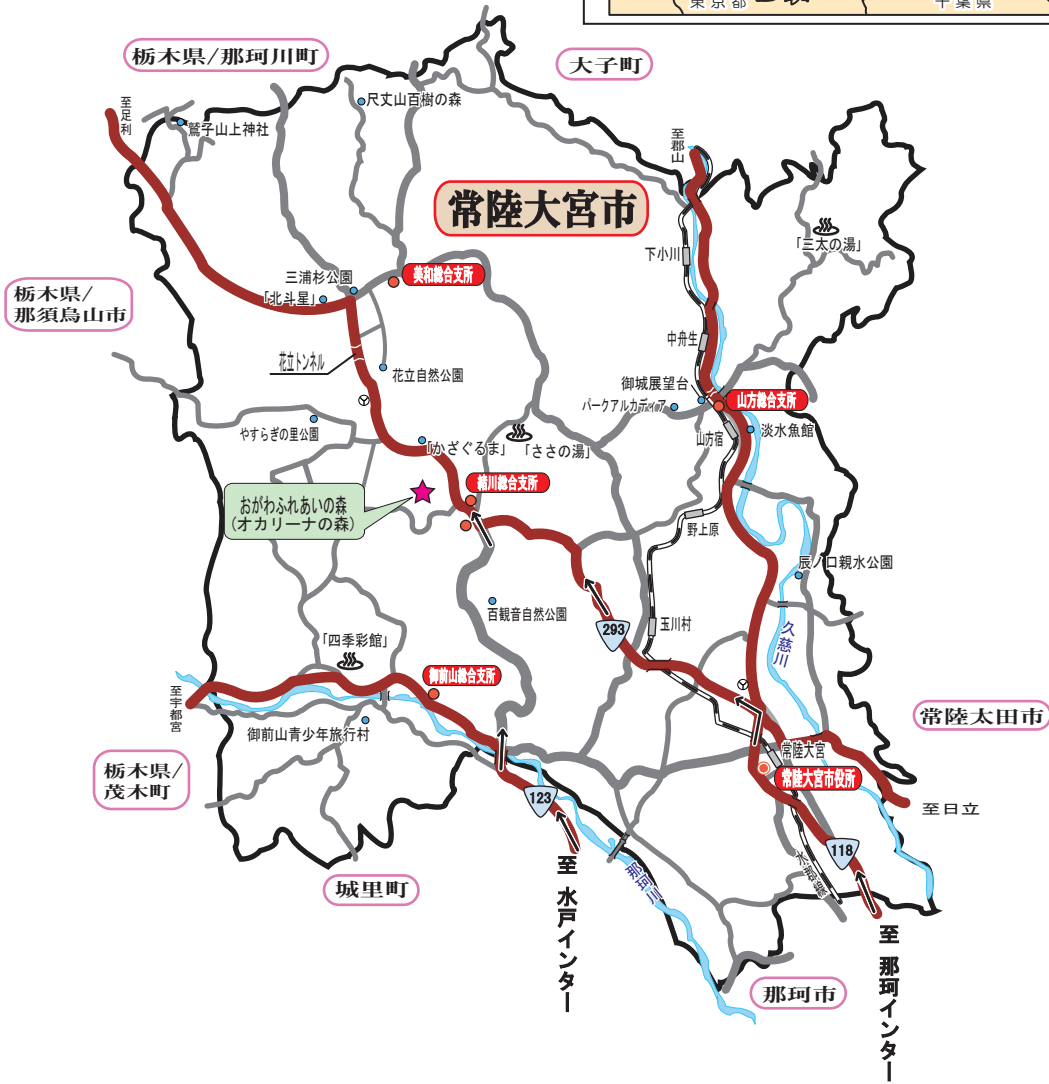 東京都
千葉県
栃木県/那珂川町
大子町
至足利
鷲子山上神社
尺丈山百樹の森
至郡山
常陸大宮市
下小川
「三太の湯」
栃木県/
那須烏山市
三浦杉公園
「北斗星」
美和総合支所
花立トンネル
花立自然公園
中舟生
御城展望台
パークアルカディア
山方総合支所
山方宿
淡水魚館
やすらぎの里公園
「かざぐるま」
「ささの湯」
緒川総合支所
おがわふれあいの森
(オカリーナの森)
野上原
辰ノ口親水公園
百観音自然公園
293
玉川村
久慈川
「四季彩館」
御前山総合支所
至宇都宮
御前山青少年旅行村
常陸太田市
栃木県/
茂木町
常陸大宮
常陸大宮市役所
至日立
123
118
至 水戸インター
水郡線
城里町
那珂川
至 那珂インター
那珂市